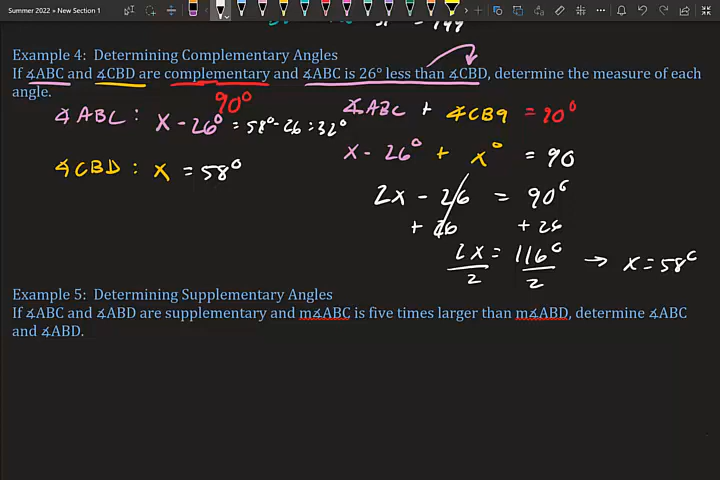 Summer 2022 » New Section 1
Example 4: Determining Complementary Angles
If ∡ABC and ∡CBD are complementary and ∡ABC is 26° less than ∡CBD, determine the measure of each
angle.
90°
∡ABC : x - 26° = 58° - 26 : 32°
∡CBD : x = 58°
∡ABC + ∡CB9 = 90°
x - 26° + x° = 90
2x - 26 = 90°
+ 26 + 26
2x = 116° → x = 58°
2 2
Example 5: Determining Supplementary Angles
If ∡ABC and ∡ABD are supplementary and m∡ABC is five times larger than m∡ABD, determine ∡ABC
and ∡ABD.